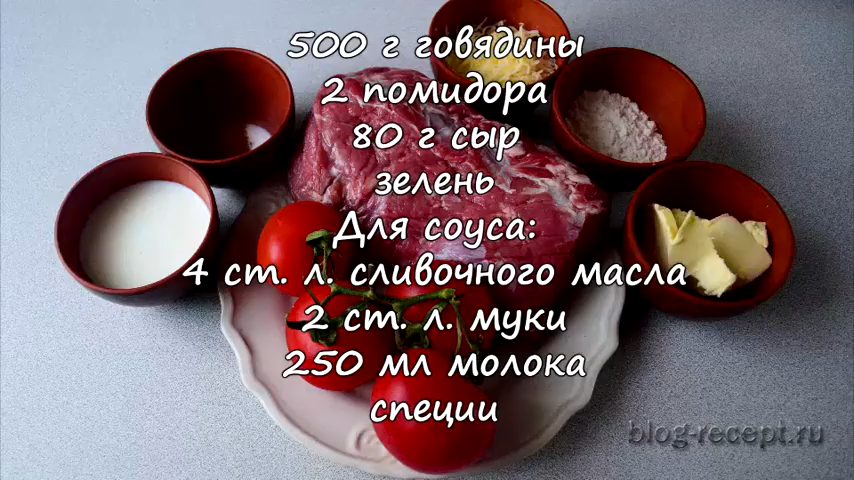 500 г говядины
2 помидора
80 г сыр
зелень
Для соуса:
4 ст. л. сливочного масла
2 ст. л. муки
250 мл молока
специи
blog-recept.ru